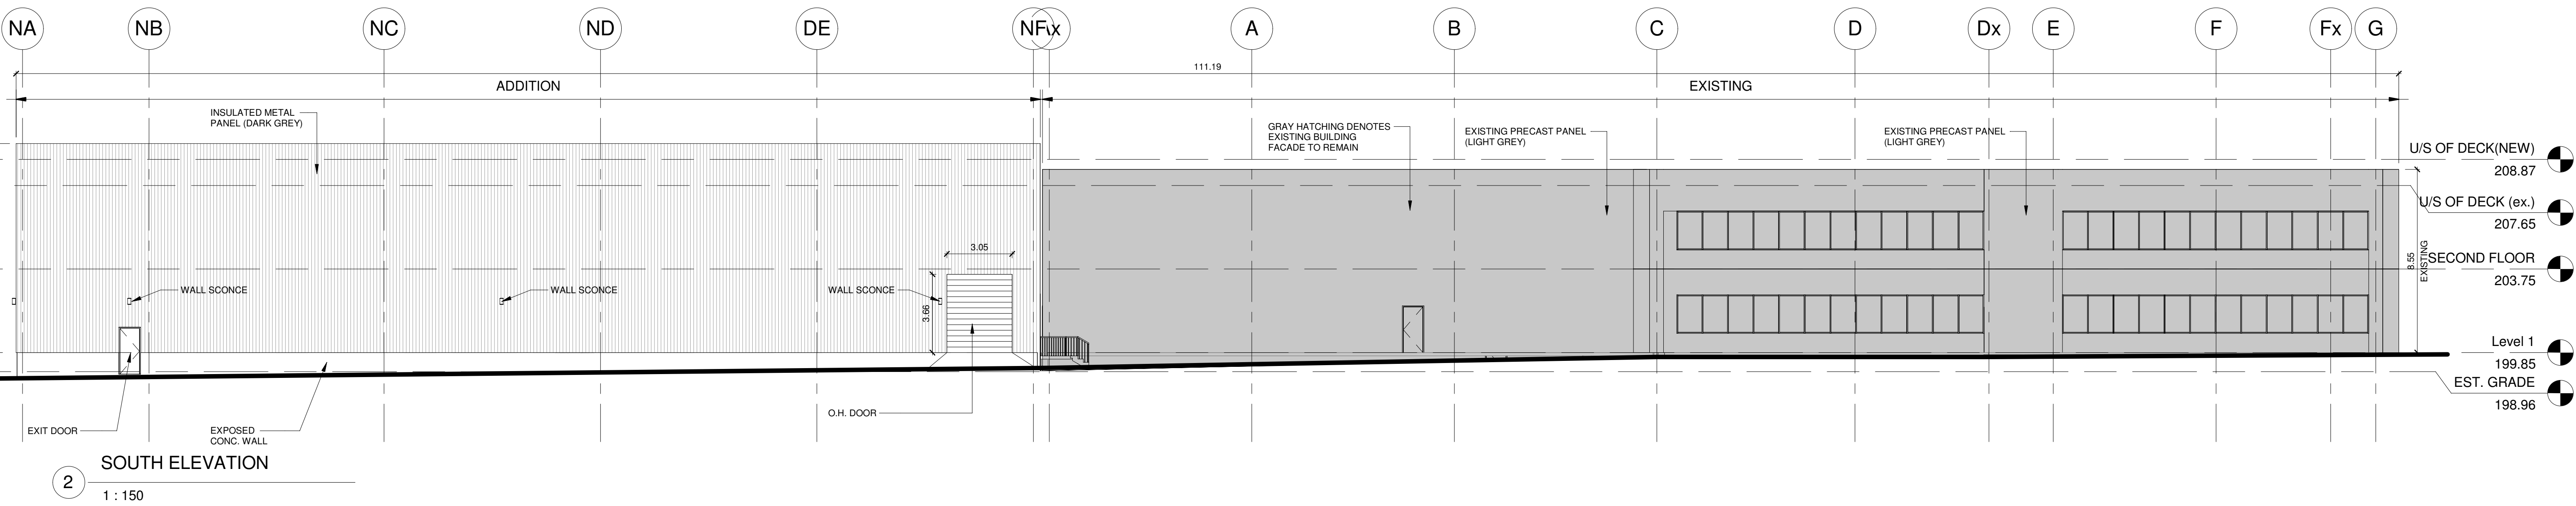 NA
NB
NC
ND
DE
NF
Ax
A
B
C
D
Dx
E
F
Fx
G
111.19
ADDITION
EXISTING
INSULATED METAL
PANEL (DARK GREY)
GRAY HATCHING DENOTES
EXISTING BUILDING
FACADE TO REMAIN
EXISTING PRECAST PANEL
(LIGHT GREY)
EXISTING PRECAST PANEL
(LIGHT GREY)
U/S OF DECK(NEW)
208.87
U/S OF DECK (ex.)
207.65
3.05
8.55
EXISTING
SECOND FLOOR
203.75
WALL SCONCE
WALL SCONCE
WALL SCONCE
3.66
Level 1
199.85
EST. GRADE
198.96
O.H. DOOR
EXIT DOOR
EXPOSED
CONC. WALL
2
SOUTH ELEVATION
1 : 150